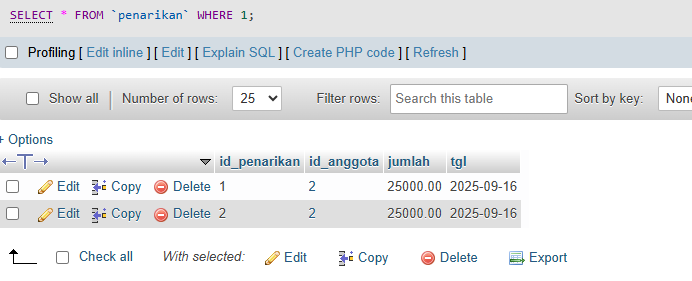 SELECT * FROM `penarikan` WHERE 1;
Profiling [ Edit inline ] [ Edit ] [ Explain SQL ] [ Create PHP code ] [ Refresh ]
Show all Number of rows: 25 Filter rows: Search this table Sort by key:
+ Options
id_penarikan id_anggota jumlah tgl
Edit Copy Delete 1 2 25000.00 2025-09-16
Edit Copy Delete 2 2 25000.00 2025-09-16
Check all With selected: Edit Copy Delete Export